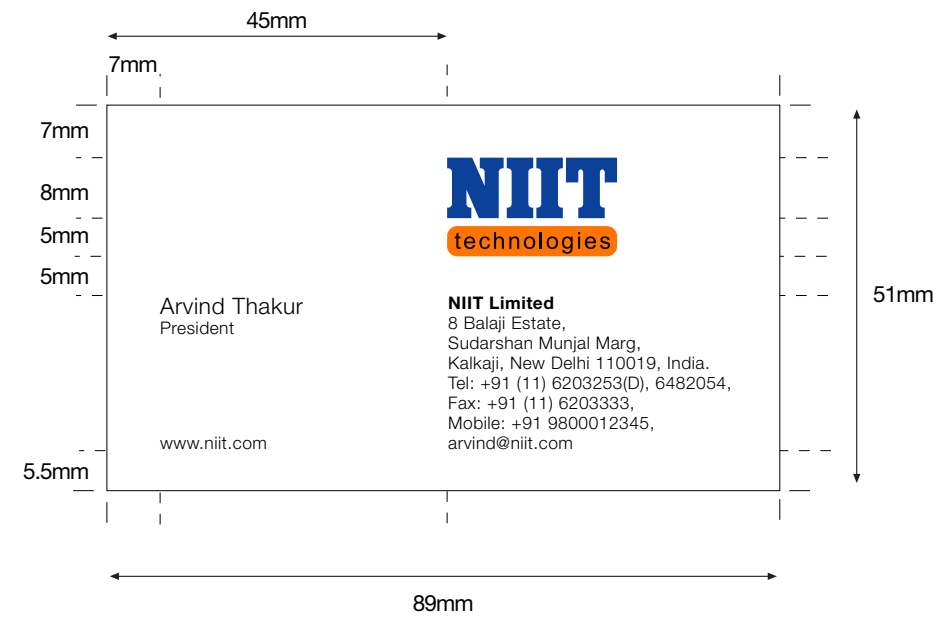 45mm
7mm
7mm
8mm
5mm
5mm
5.5mm
NIIT
technologies
Arvind Thakur
President
www.niit.com
NIIT Limited
8 Balaji Estate,
Sudarshan Munjal Marg,
Kalkaji, New Delhi 110019, India.
Tel: +91 (11) 6203253(D), 6482054,
Fax: +91 (11) 6203333,
Mobile: +91 9800012345,
arvind@niit.com
51mm
89mm